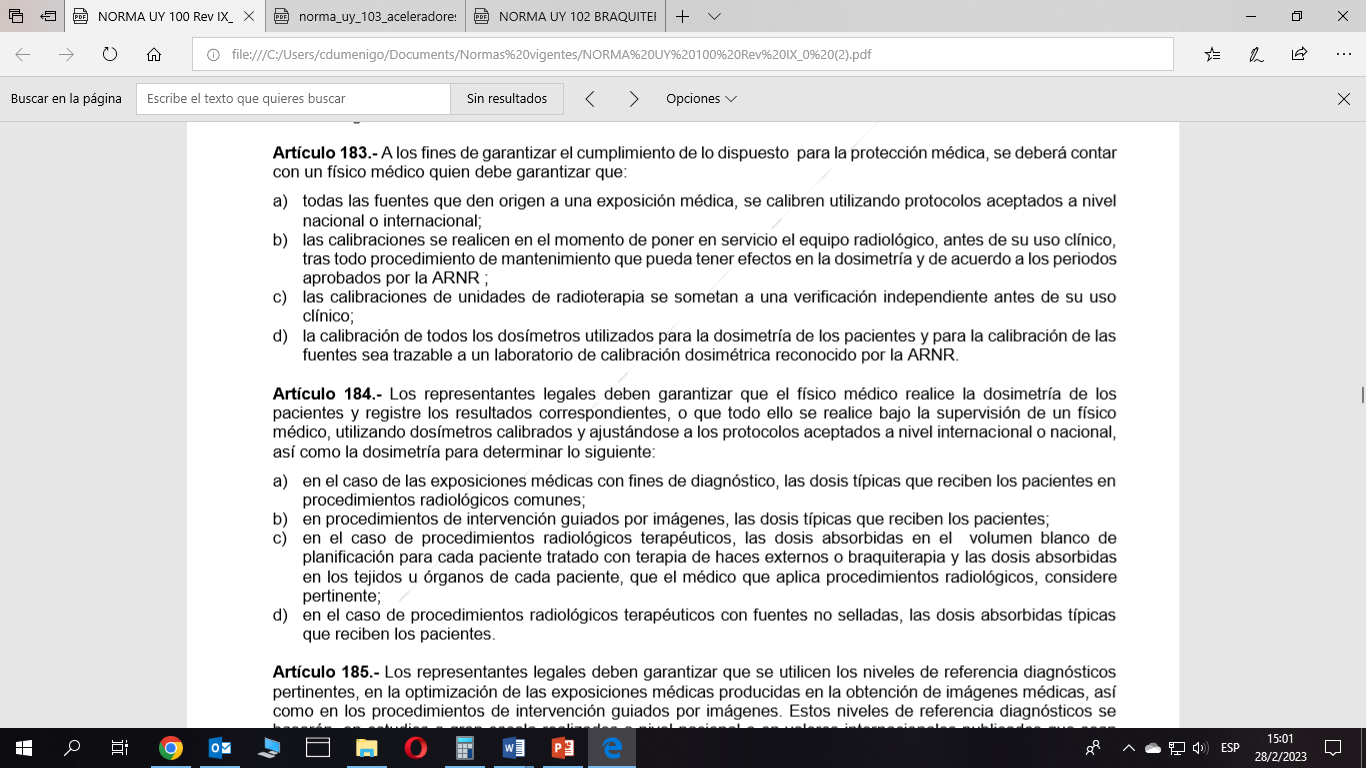 NORMA UY 100 Rev IX_
norma_uy_103_aceleradores
NORMA UY 102 BRAQUITEI
file:///C:/Users/cdumenigo/Documents/Normas%20vigentes/NORMA%20UY%20100%20Rev%20IX_0%20(2).pdf
Buscar en la página
Escribe el texto que quieres buscar
Sin resultados
Opciones
Artículo 183.- A los fines de garantizar el cumplimiento de lo dispuesto para la protección médica, se deberá contar
con un físico médico quien debe garantizar que:
a) todas las fuentes que den origen a una exposición médica, se calibren utilizando protocolos aceptados a nivel
nacional o internacional;
b) las calibraciones se realicen en el momento de poner en servicio el equipo radiológico, antes de su uso clínico,
tras todo procedimiento de mantenimiento que pueda tener efectos en la dosimetría y de acuerdo a los periodos
aprobados por la ARNR ;
c) las calibraciones de unidades de radioterapia se sometan a una verificación independiente antes de su uso
clínico;
d) la calibración de todos los dosímetros utilizados para la dosimetría de los pacientes y para la calibración de las
fuentes sea trazable a un laboratorio de calibración dosimétrica reconocido por la ARNR.
Artículo 184.- Los representantes legales deben garantizar que el físico médico realice la dosimetría de los
pacientes y registre los resultados correspondientes, o que todo ello se realice bajo la supervisión de un físico
médico, utilizando dosímetros calibrados y ajustándose a los protocolos aceptados a nivel internacional o nacional,
así como la dosimetría para determinar lo siguiente:
a) en el caso de las exposiciones médicas con fines de diagnóstico, las dosis típicas que reciben los pacientes en
procedimientos radiológicos comunes;
b) en procedimientos de intervención guiados por imágenes, las dosis típicas que reciben los pacientes;
c) en el caso de procedimientos radiológicos terapéuticos, las dosis absorbidas en el volumen blanco de
planificación para cada paciente tratado con terapia de haces externos o braquiterapia y las dosis absorbidas
en los tejidos u órganos de cada paciente, que el médico que aplica procedimientos radiológicos, considere
pertinente;
d) en el caso de procedimientos radiológicos terapéuticos con fuentes no selladas, las dosis absorbidas típicas
que reciben los pacientes.
Artículo 185.- Los representantes legales deben garantizar que se utilicen los niveles de referencia diagnósticos
pertinentes, en la optimización de las exposiciones médicas producidas en la obtención de imágenes médicas, así
como en los procedimientos de intervención guiados por imágenes. Estos niveles de referencia diagnósticos se
ESP
15:01
28/2/2023